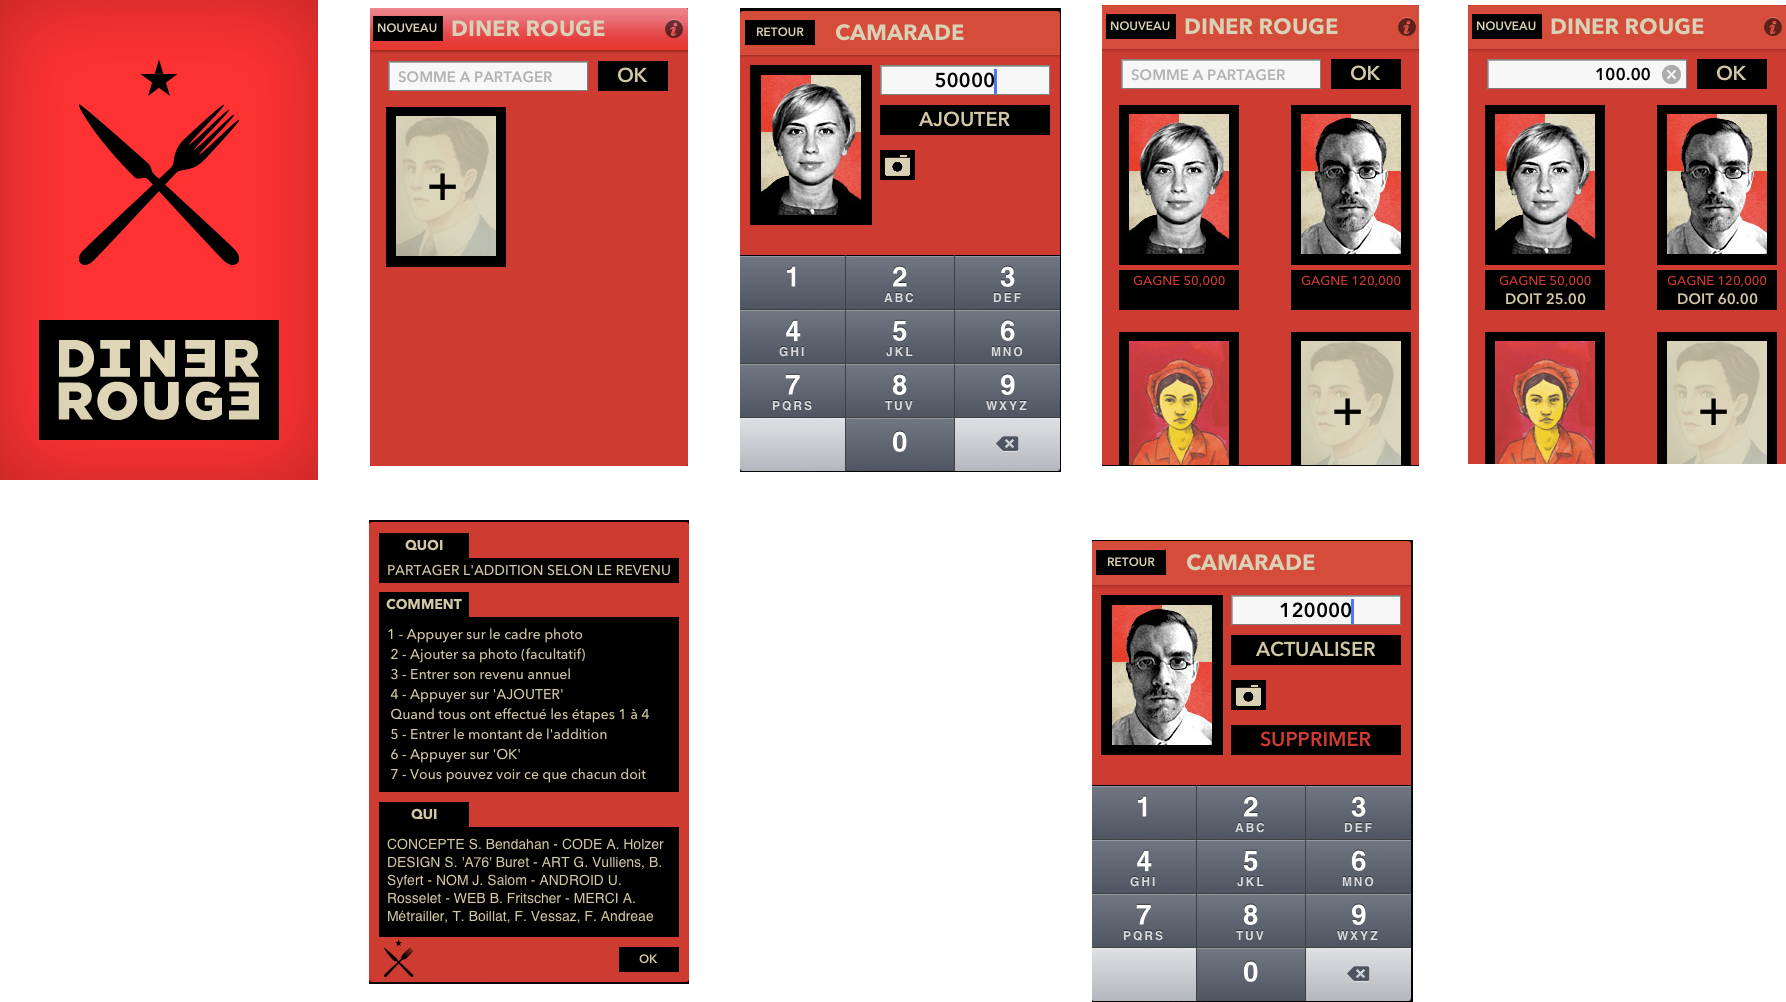 DINER
ROUGE
NOUVEAU
DINER ROUGE
i
SOMME A PARTAGER
OK
+
RETOUR
CAMARADE
50000
AJOUTER
1
2
3
ABC
DEF
4
5
6
GHI
JKL
MNO
7
8
9
PQRS
TUV
WXYZ
0
NOUVEAU
DINER ROUGE
i
SOMME A PARTAGER
OK
GAGNE 50,000
GAGNE 120,000
+
NOUVEAU
DINER ROUGE
i
100.00
OK
GAGNE 50,000
DOIT 25.00
GAGNE 120,000
DOIT 60.00
+
QUOI
PARTAGER L'ADDITION SELON LE REVENU
COMMENT
1 - Appuyer sur le cadre photo
2 - Ajouter sa photo (facultatif)
3 - Entrer son revenu annuel
4 - Appuyer sur 'AJOUTER'
Quand tous ont effectué les étapes 1 à 4
5 - Entrer le montant de l'addition
6 - Appuyer sur 'OK'
7 - Vous pouvez voir ce que chacun doit
QUI
CONCEPTE S. Bendahan - CODE A. Holzer
DESIGN S. 'A76' Buret - ART G. Vulliens, B.
Syfert - NOM J. Salom - ANDROID U.
Rosselet - WEB B. Fritscher - MERCI A.
Métrailler, T. Boillat, F. Vessaz, F. Andreae
OK
RETOUR
CAMARADE
120000
ACTUALISER
SUPPRIMER
1
2
3
ABC
DEF
4
5
6
GHI
JKL
MNO
7
8
9
PQRS
TUV
WXYZ
0